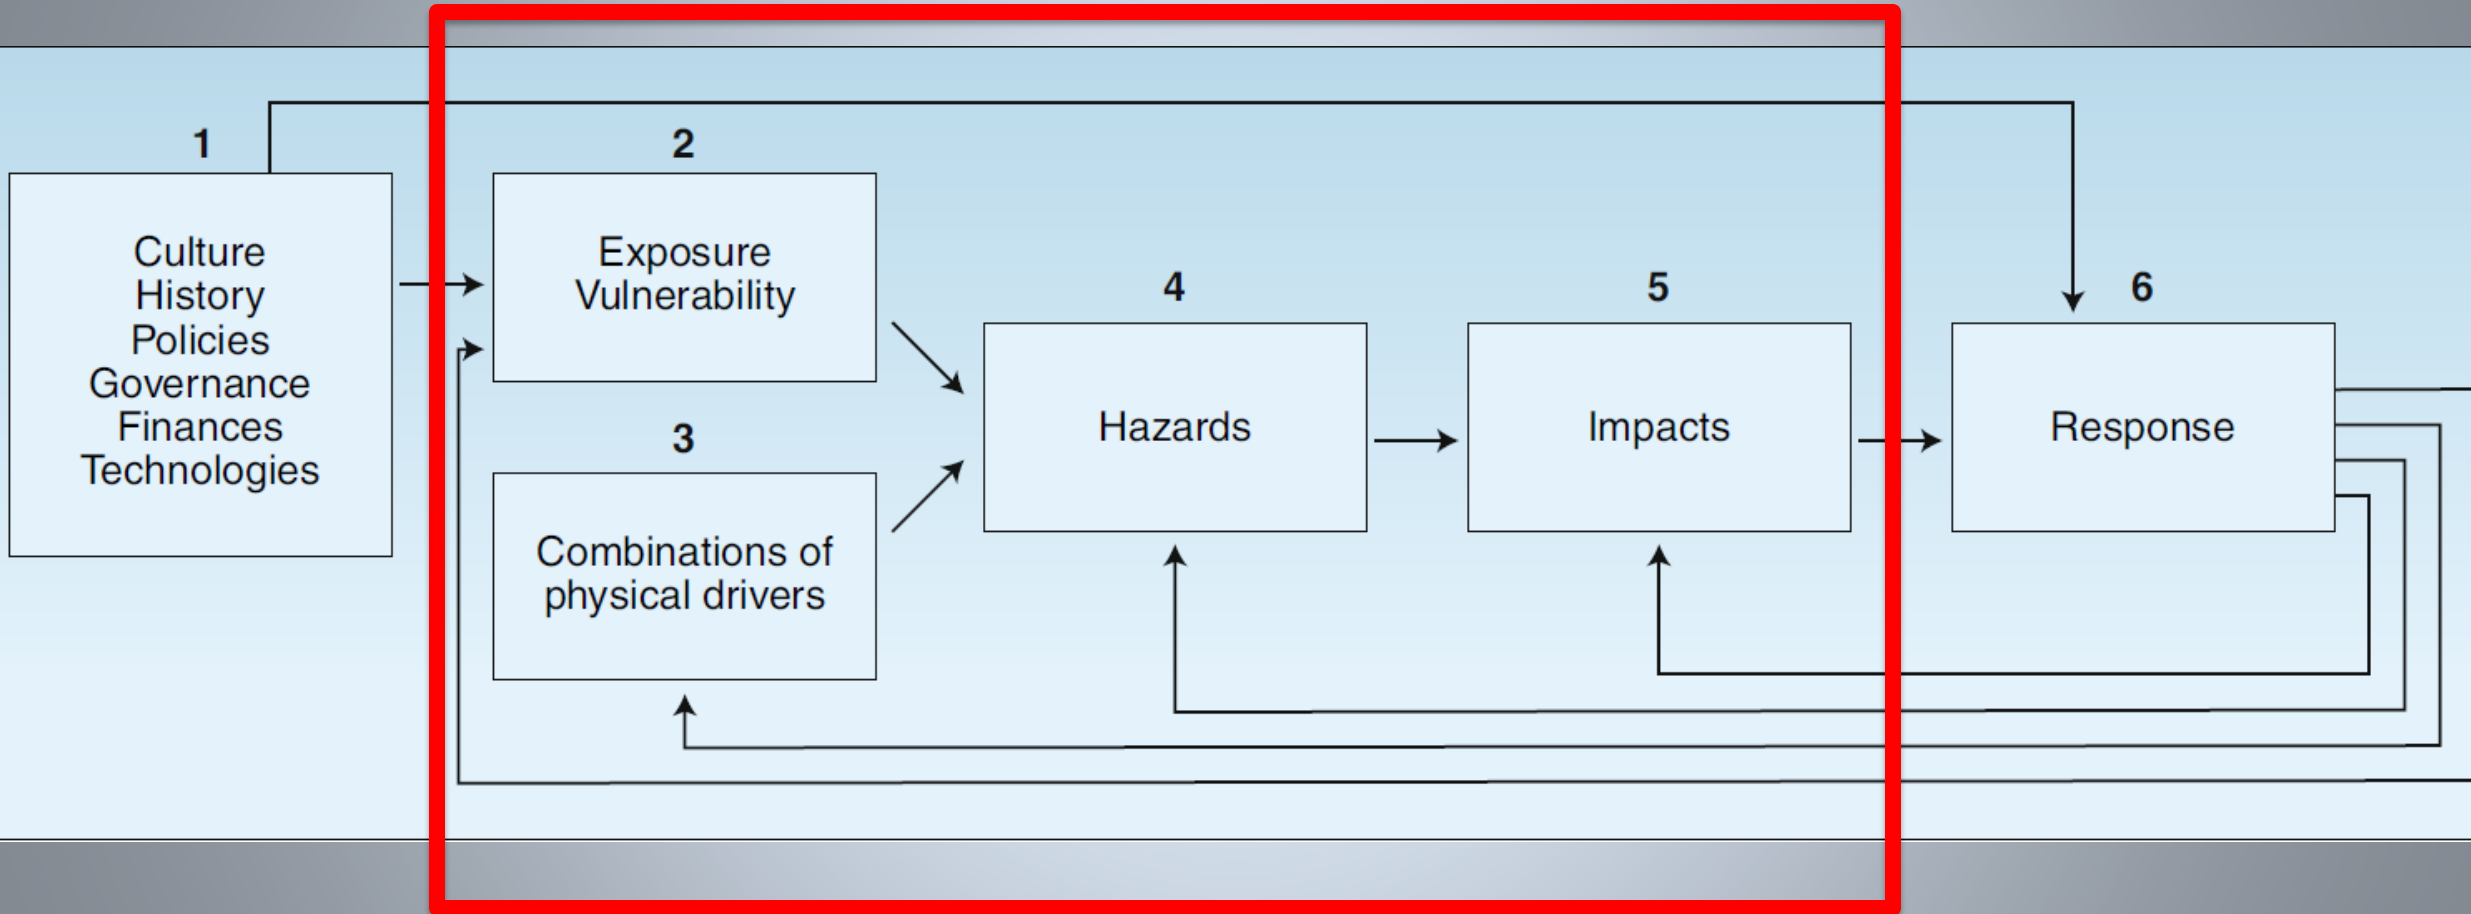 1
Culture
History
Policies
Governance
Finances
Technologies
2
Exposure
Vulnerability
3
Combinations of
physical drivers
4
Hazards
5
Impacts
6
Response